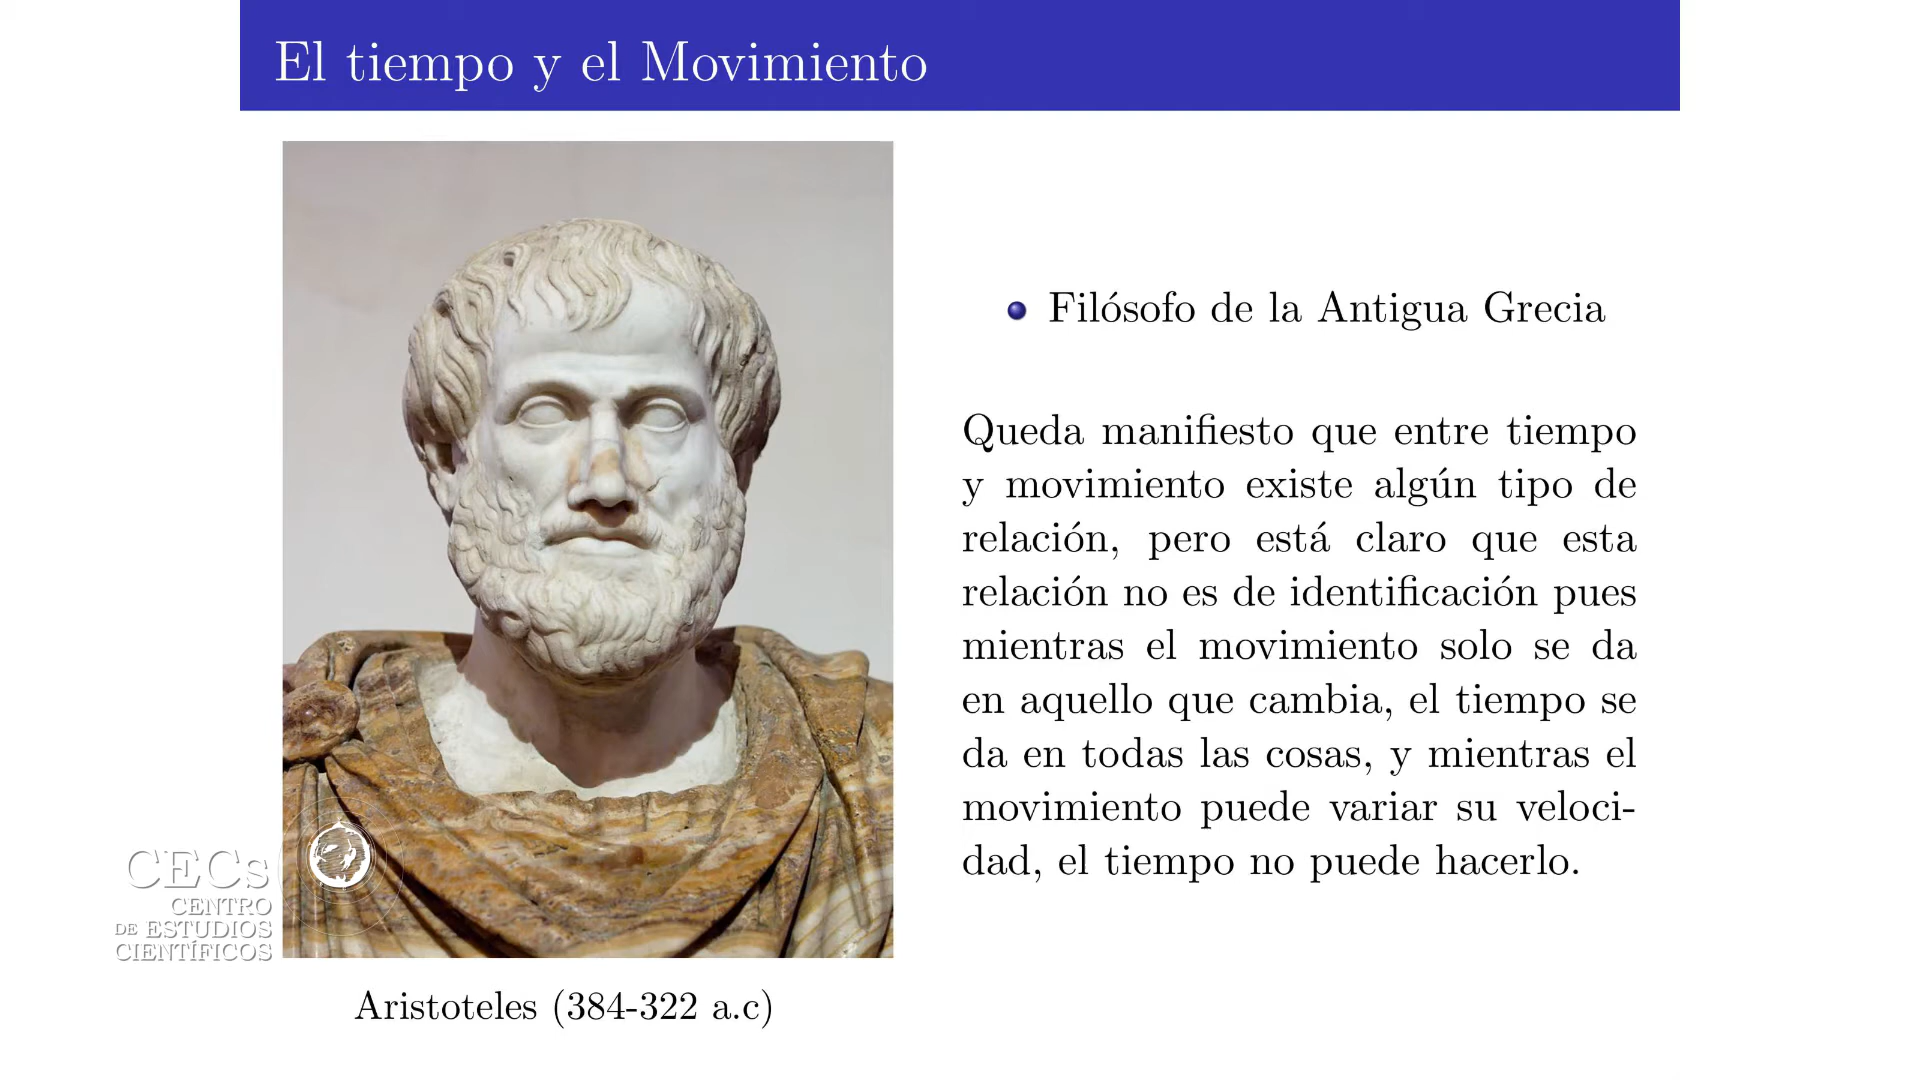 El tiempo y el Movimiento
Filósofo de la Antigua Grecia
Queda manifiesto que entre tiempo
y movimiento existe algún tipo de
relación, pero está claro que esta
relación no es de identificación pues
mientras el movimiento solo se da
en aquello que cambia, el tiempo se
da en todas las cosas, y mientras el
movimiento puede variar su veloci-
dad, el tiempo no puede hacerlo.
CECs
CENTRO
DE ESTUDIOS
CIENTÍFICOS
Aristoteles (384-322 a.c)